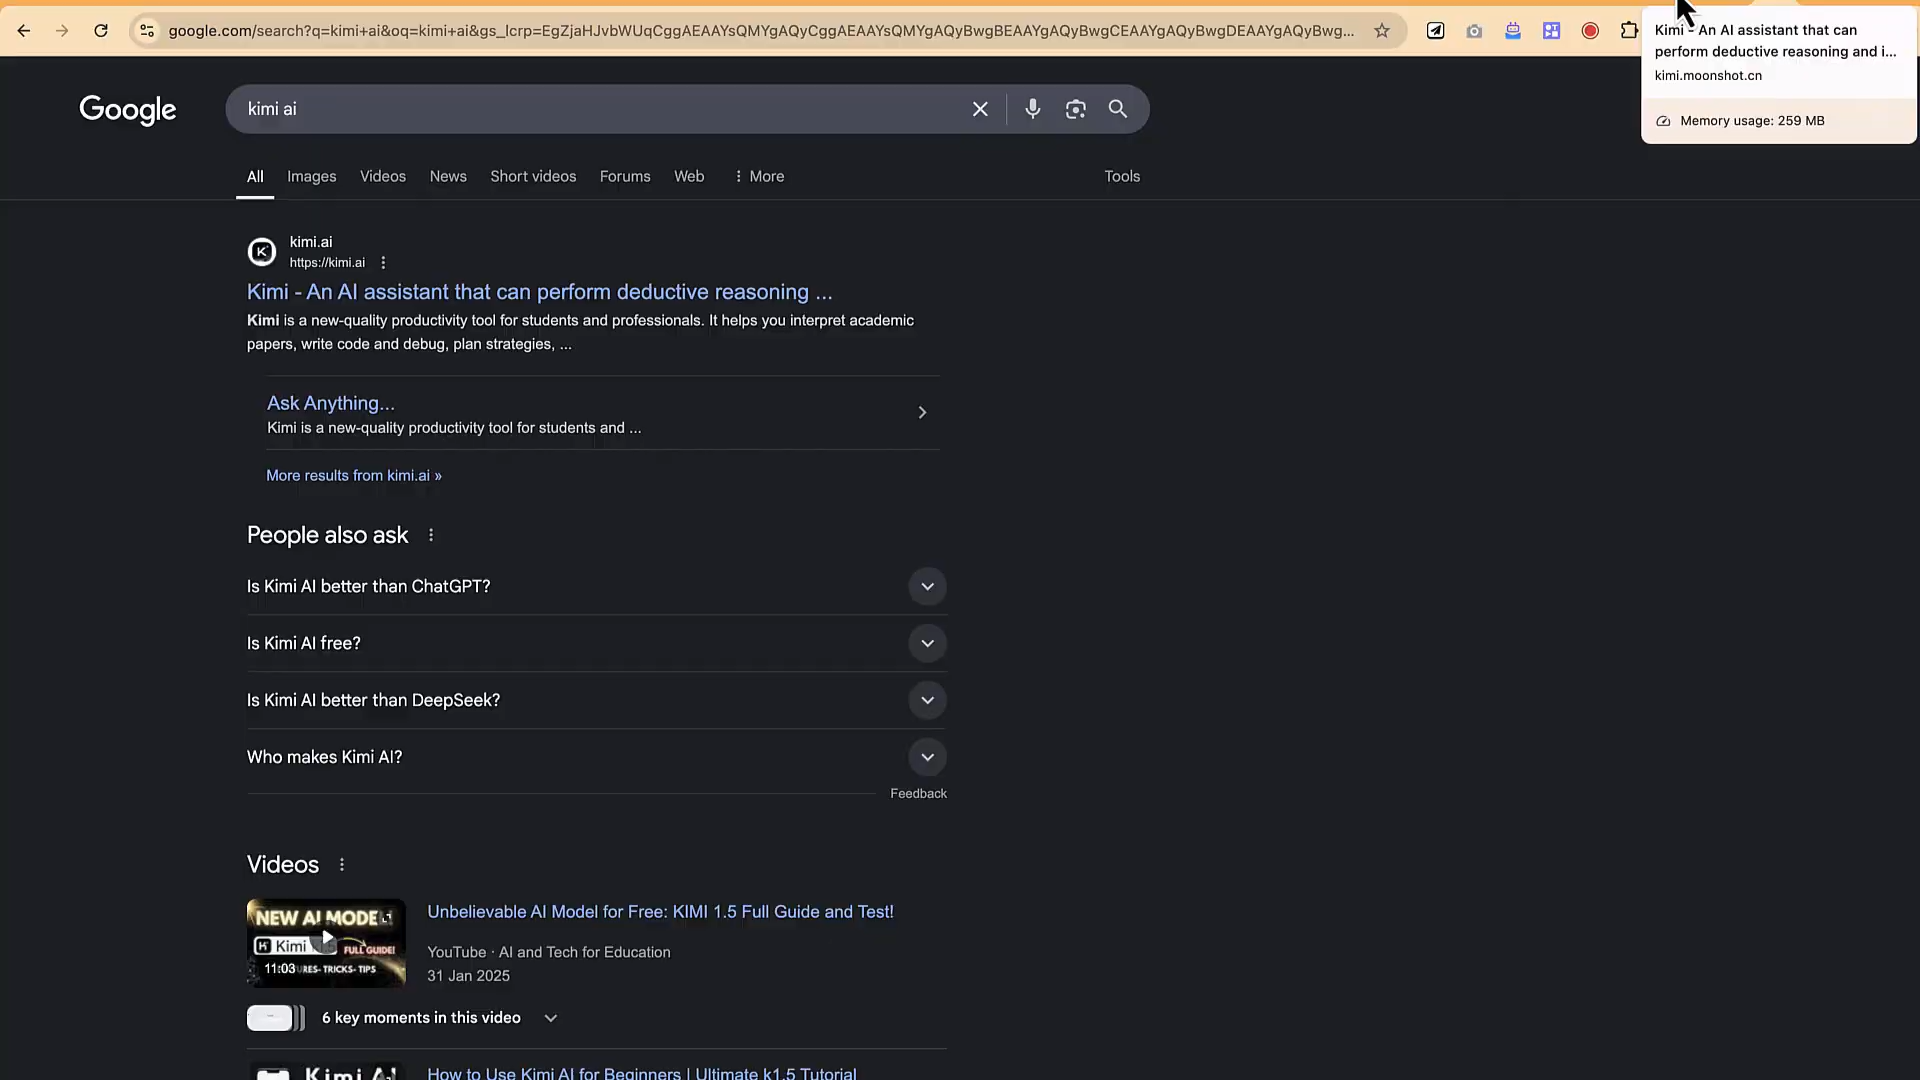 google.com/search?q=kimi+ai&oq=kimi+ai&gs_lcrp=EgZjaHJvbWUqCggAEAAYsQMYgAQyCggAEAAYsQMYgAQyBwgBEAAYgAQyBwgCEAAYgAQyBwgDEAAYgAQyBwg...
Kimi - An AI assistant that can
perform deductive reasoning and i...
kimi.moonshot.cn
Memory usage: 259 MB
Google
kimi ai
All Images Videos News Short videos Forums Web More Tools
kimi.ai
https://kimi.ai
Kimi - An AI assistant that can perform deductive reasoning ...
Kimi is a new-quality productivity tool for students and professionals. It helps you interpret academic
papers, write code and debug, plan strategies, ...
Ask Anything...
Kimi is a new-quality productivity tool for students and ...
More results from kimi.ai »
People also ask
Is Kimi AI better than ChatGPT?
Is Kimi AI free?
Is Kimi AI better than DeepSeek?
Who makes Kimi AI?
Feedback
Videos
NEW AI MODEL
Kimi
FULL GUIDE!
11:03
TRICKS- TIPS
Unbelievable AI Model for Free: KIMI 1.5 Full Guide and Test!
YouTube · AI and Tech for Education
31 Jan 2025
6 key moments in this video
Kimi AI
How to Use Kimi AI for Beginners | Ultimate k1.5 Tutorial